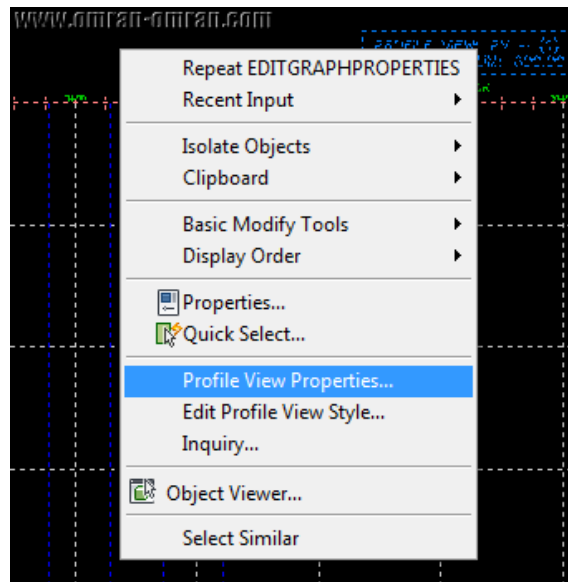 www.omran-omran.com
Repeat EDITGRAPHPROPERTIES
Recent Input
Isolate Objects
Clipboard
Basic Modify Tools
Display Order
Properties...
Quick Select...
Profile View Properties...
Edit Profile View Style...
Inquiry...
Object Viewer...
Select Similar